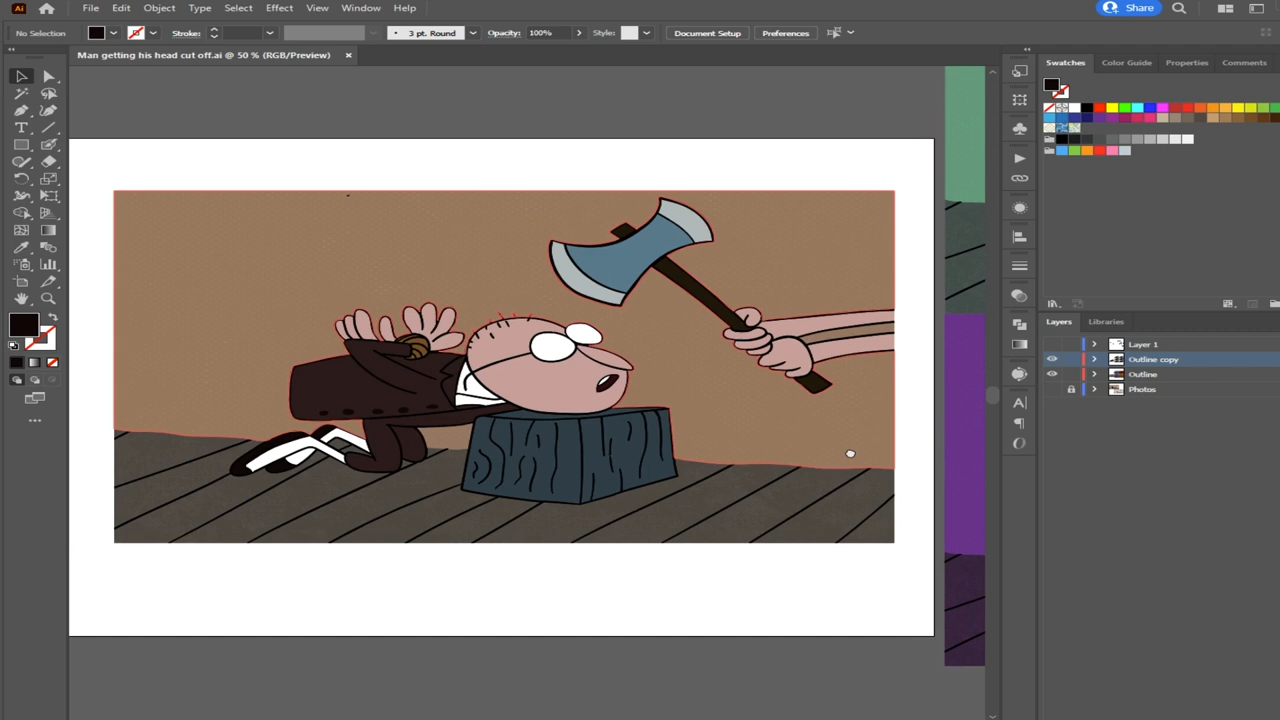 Ai File Edit Object Type Select Effect View Window Help Share
No Selection Stroke: 3 pt. Round Opacity: 100% Style: Document Setup Preferences
Man getting his head cut off.ai @ 50 % (RGB/Preview) ×
Swatches Color Guide Properties Comments
Layers Libraries
Layer 1
Outline copy
Outline
Photos